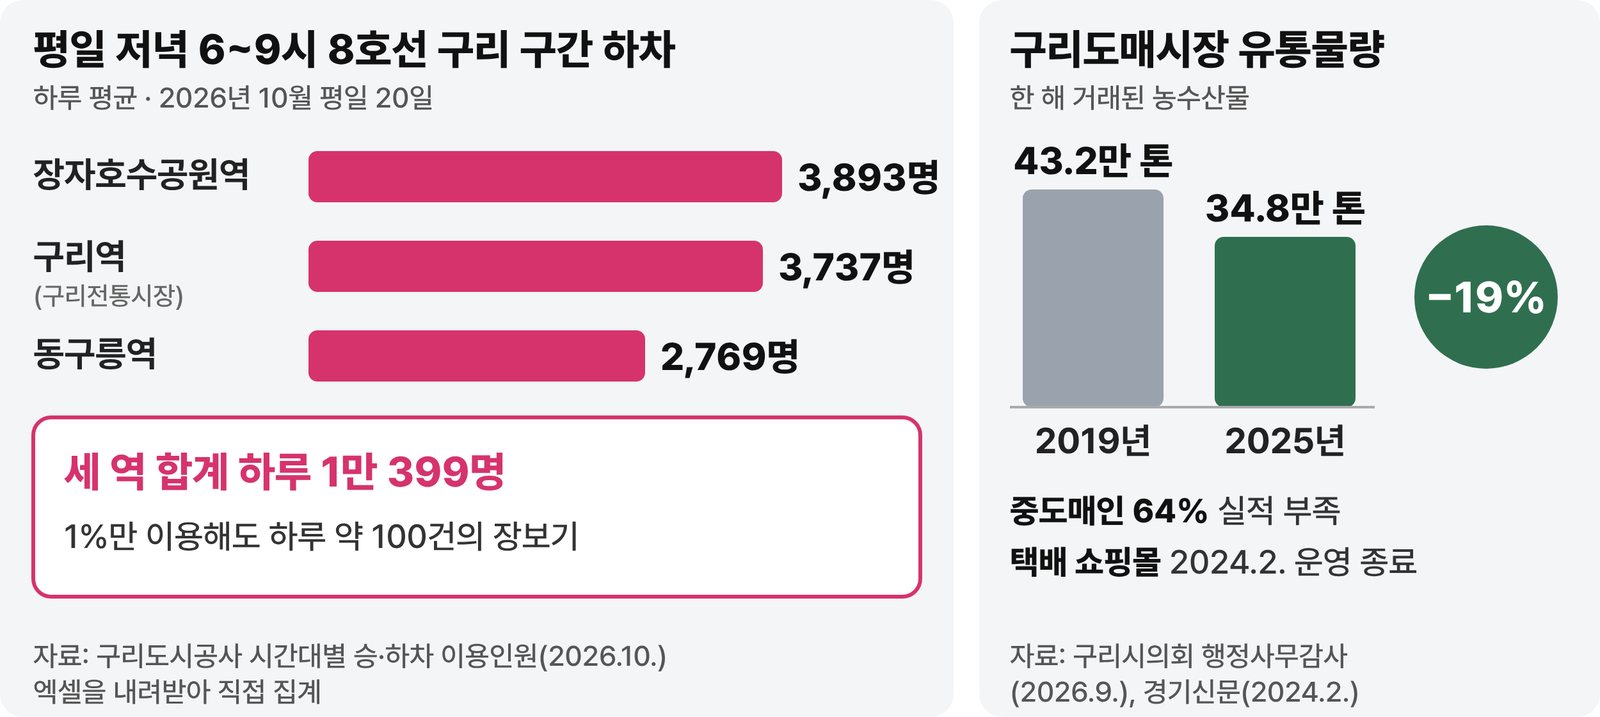 평일 저녁 6~9시 8호선 구리 구간 하차
하루 평균 · 2026년 10월 평일 20일
장자호수공원역
3,893명
구리역
(구리전통시장)
3,737명
동구릉역
2,769명
세 역 합계 하루 1만 399명
1%만 이용해도 하루 약 100건의 장보기
자료: 구리도시공사 시간대별 승·하차 이용인원(2026.10.)
엑셀을 내려받아 직접 집계
구리도매시장 유통물량
한 해 거래된 농수산물
43.2만 톤
34.8만 톤
−19%
2019년
2025년
중도매인 64% 실적 부족
택배 쇼핑몰 2024.2. 운영 종료
자료: 구리시의회 행정사무감사
(2026.9.), 경기신문(2024.2.)